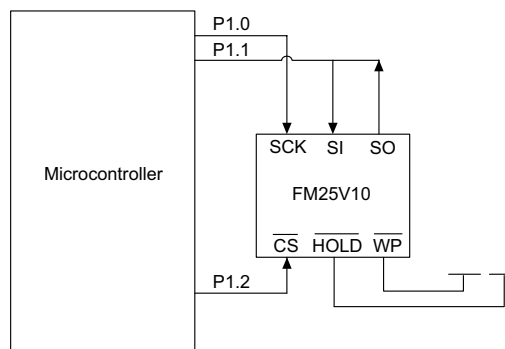 P1.0
P1.1
SCK SI SO
Microcontroller
FM25V10
CS HOLD WP
P1.2